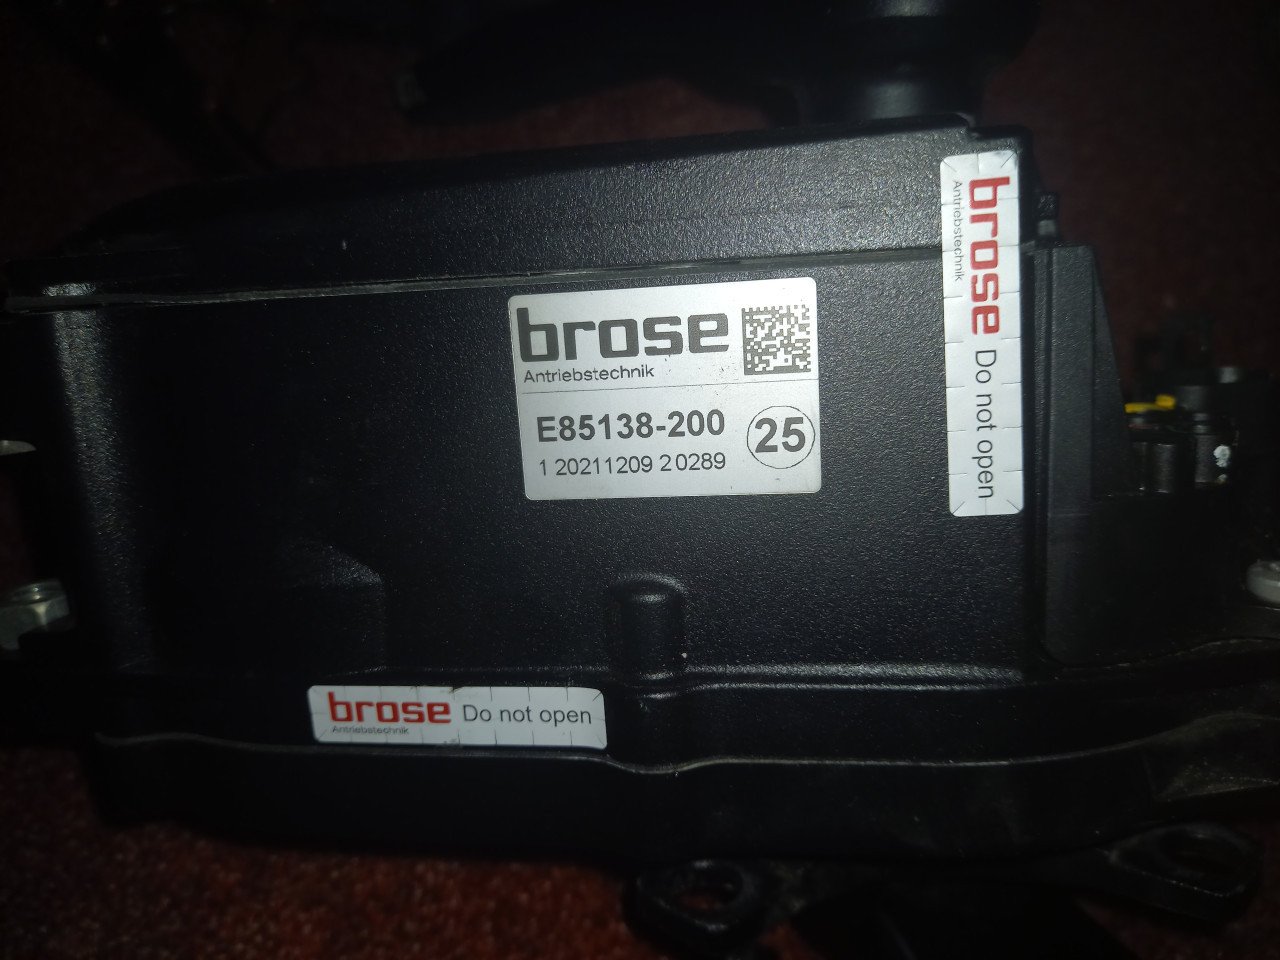 brose
Antriebstechnik
E85138-200
25
1 20211209 2 0289
brose
Antriebstechnik
Do not open
brose
Antriebstechnik
Do not open